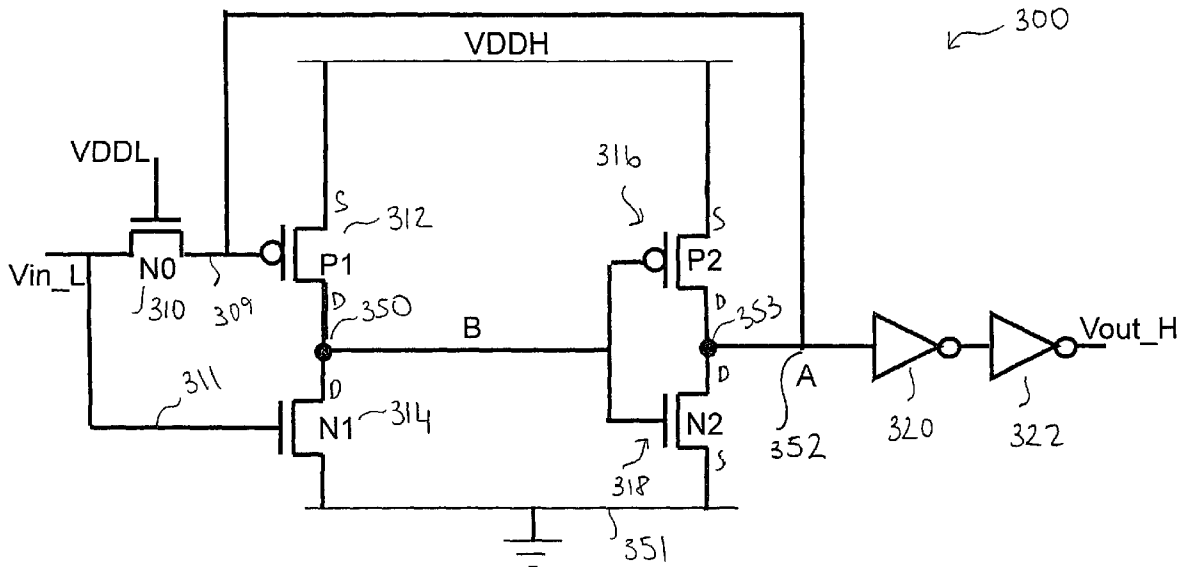 300
VDDH
VDDL
316
S
S
312
Vin_L
N0
P1
P2
310
309
D
350
D
353
B
A
Vout_H
311
D
D
N1
314
N2
352
320
322
318
S
351